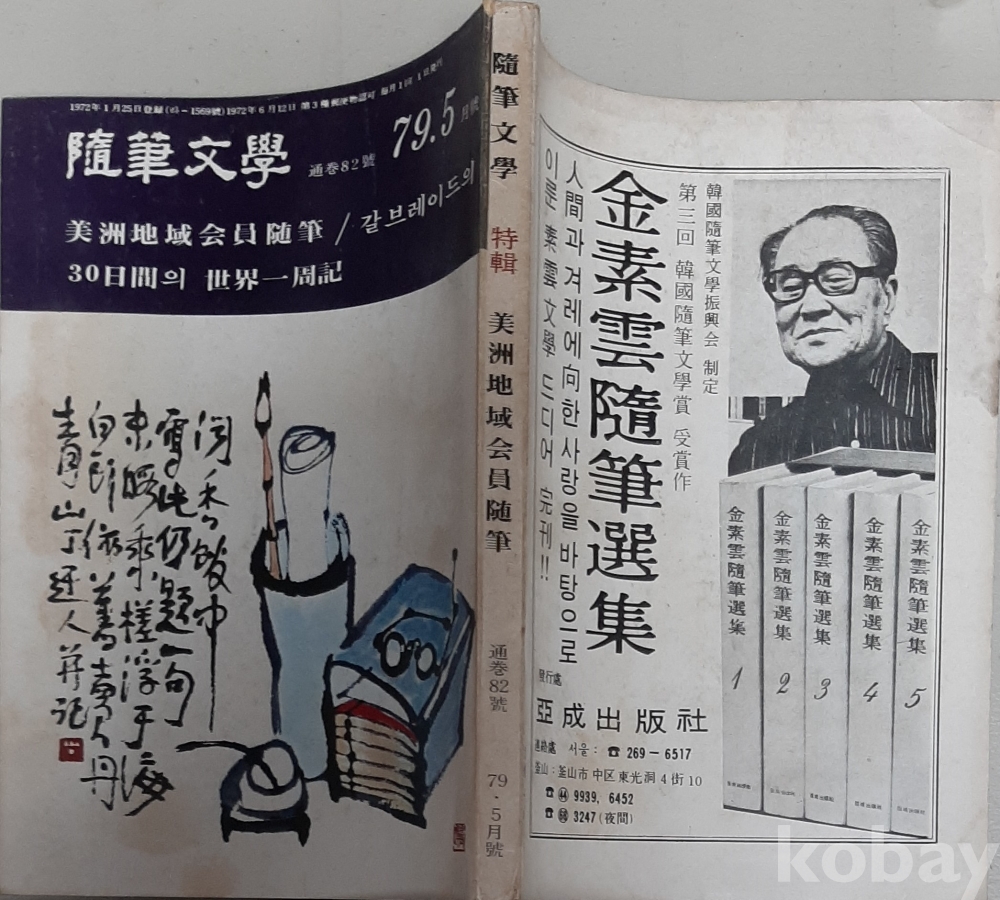 1972年1月25日登録(라-1569號)1972年6月12日 第3種郵便物認可 每月1回 1日発行
隨筆文學
通巻82號
79.5月號
美洲地域会員随筆 / 갈브레이드의
30日間의 世界一周記
隨筆文學
特輯
美洲地域会員随筆
通巻82號
79·5月號
韓國隨筆文學振興会 制定
第三回 韓國隨筆文學賞 受賞作
金素雲隨筆選集
人間과 겨레에 向한 사랑을 바탕으로
이룬 素雲文學 드디어 完刊!!
金素雲隨筆選集 1
金素雲隨筆選集 2
金素雲隨筆選集 3
金素雲隨筆選集 4
金素雲隨筆選集 5
發行處
亞成出版社
連絡處 서울: ☎ 269-6517
釜山: 釜山市 中区 東光洞 4街 10
☎ 44 9939, 6452
3247(夜間)
kobay